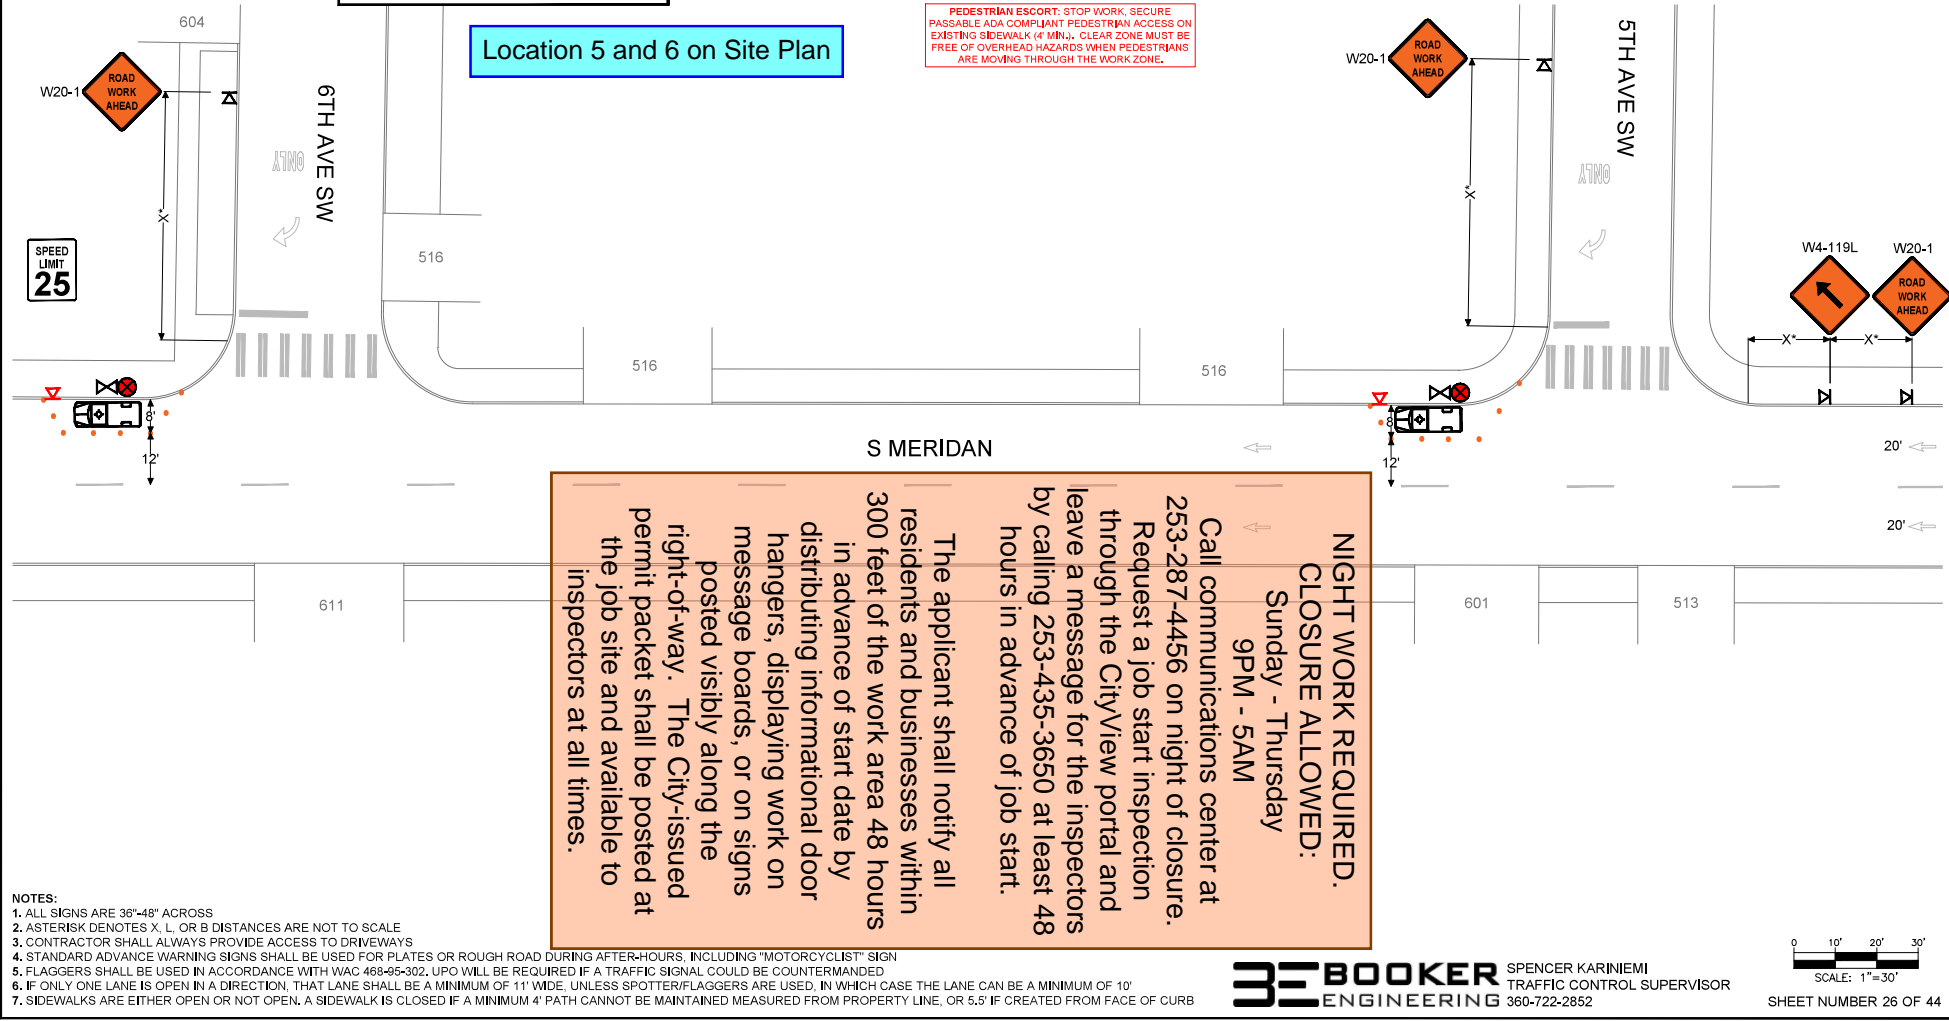 604
Location 5 and 6 on Site Plan
PEDESTRIAN ESCORT: STOP WORK, SECURE
PASSABLE ADA COMPLIANT PEDESTRIAN ACCESS ON
EXISTING SIDEWALK (4' MIN.). CLEAR ZONE MUST BE
FREE OF OVERHEAD HAZARDS WHEN PEDESTRIANS
ARE MOVING THROUGH THE WORK ZONE.
W20-1
ROAD
WORK
AHEAD
6TH AVE SW
ONLY
X*
SPEED
LIMIT
25
516
W20-1
ROAD
WORK
AHEAD
5TH AVE SW
ONLY
X*
W4-119L
W20-1
ROAD
WORK
AHEAD
X*
X*
516
516
8'
12'
8'
12'
S MERIDAN
20'
20'
611
601
513
NIGHT WORK REQUIRED.
CLOSURE ALLOWED:
Sunday - Thursday
9PM - 5AM
Call communications center at
253-287-4456 on night of closure.
Request a job start inspection
through the CityView portal and
leave a message for the inspectors
by calling 253-435-3650 at least 48
hours in advance of job start.
The applicant shall notify all
residents and businesses within
300 feet of the work area 48 hours
in advance of start date by
distributing informational door
hangers, displaying work on
message boards, or on signs
posted visibly along the
right-of-way. The City-issued
permit packet shall be posted at
the job site and available to
inspectors at all times.
NOTES:
1. ALL SIGNS ARE 36"-48" ACROSS
2. ASTERISK DENOTES X, L, OR B DISTANCES ARE NOT TO SCALE
3. CONTRACTOR SHALL ALWAYS PROVIDE ACCESS TO DRIVEWAYS
4. STANDARD ADVANCE WARNING SIGNS SHALL BE USED FOR PLATES OR ROUGH ROAD DURING AFTER-HOURS, INCLUDING "MOTORCYCLIST" SIGN
5. FLAGGERS SHALL BE USED IN ACCORDANCE WITH WAC 468-95-302. UPO WILL BE REQUIRED IF A TRAFFIC SIGNAL COULD BE COUNTERMANDED
6. IF ONLY ONE LANE IS OPEN IN A DIRECTION, THAT LANE SHALL BE A MINIMUM OF 11' WIDE, UNLESS SPOTTER/FLAGGERS ARE USED, IN WHICH CASE THE LANE CAN BE A MINIMUM OF 10'
7. SIDEWALKS ARE EITHER OPEN OR NOT OPEN. A SIDEWALK IS CLOSED IF A MINIMUM 4' PATH CANNOT BE MAINTAINED MEASURED FROM PROPERTY LINE, OR 5.5' IF CREATED FROM FACE OF CURB
BOOKER
ENGINEERING
SPENCER KARINIEMI
TRAFFIC CONTROL SUPERVISOR
360-722-2852
0 10' 20' 30'
SCALE: 1"=30'
SHEET NUMBER 26 OF 44